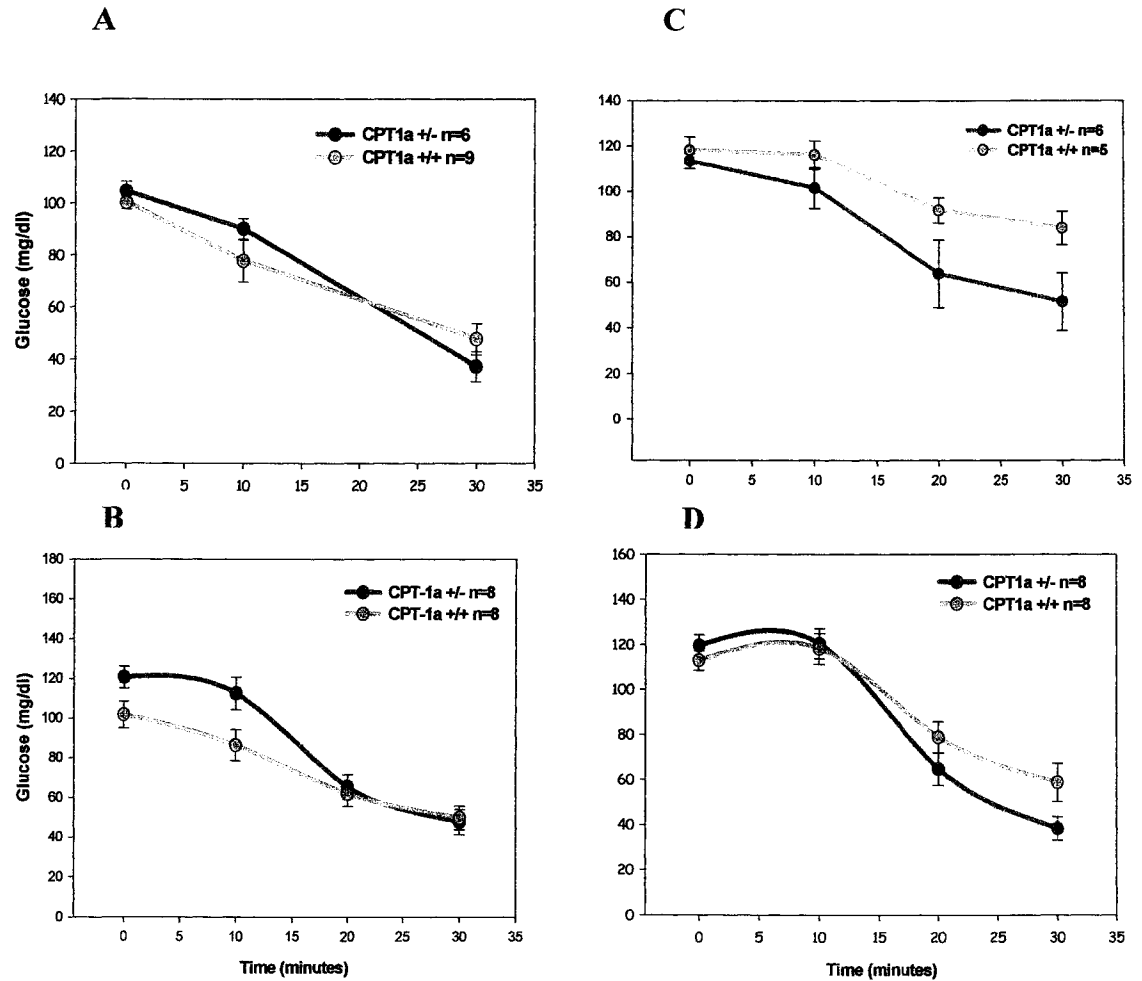 A
140
120
100
80
60
40
20
0
Glucose (mg/dl)
CPT1a +/- n=6
CPT1a +/+ n=9
0 5 10 15 20 25 30 35
C
140
120
100
80
60
40
20
0
CPT1a +/- n=6
CPT1a +/+ n=5
0 5 10 15 20 25 30 35
B
180
160
140
120
100
80
60
40
20
0
Glucose (mg/dl)
CPT-1a +/- n=8
CPT-1a +/+ n=8
0 5 10 15 20 25 30 35
Time (minutes)
D
160
140
120
100
80
60
40
20
0
CPT1a +/- n=8
CPT1a +/+ n=8
0 5 10 15 20 25 30 35
Time (minutes)